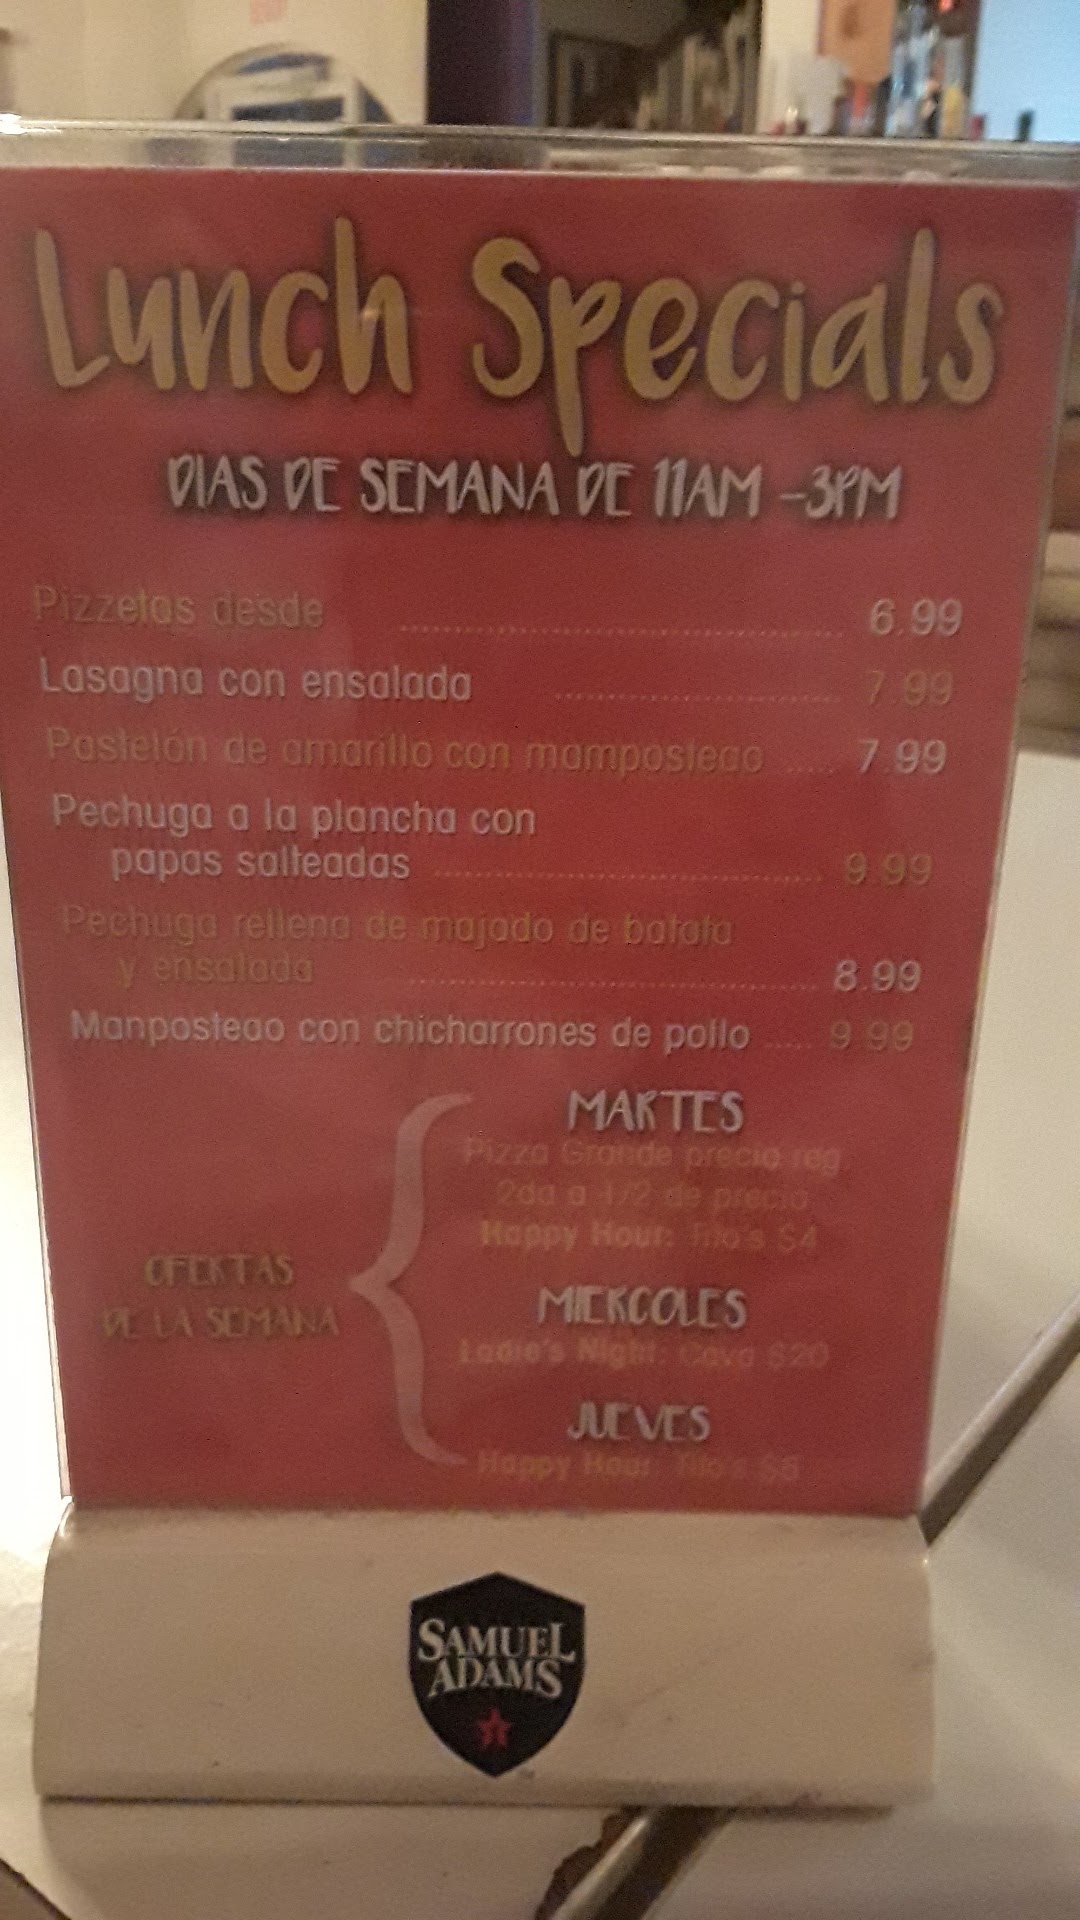 Lunch Specials
DIAS DE SEMANA DE 11AM -3PM
Pizzetas desde ........ 6.99
Lasagna con ensalada ........ 7.99
Pastelón de amarillo con mamposteao ..... 7.99
Pechuga a la plancha con
papas salteadas ........ 9.99
Pechuga rellena de majado de batata
y ensalada ........ 8.99
Manposteao con chicharrones de pollo ..... 9.99
OFERTAS
DE LA SEMANA
MARTES
Pizza Grande precio reg.
2da a 1/2 de precio
Happy Hour: Tito's $4
MIERCOLES
Ladie's Night: Cava $20
JUEVES
Happy Hour: Tito's
SAMUEL
ADAMS